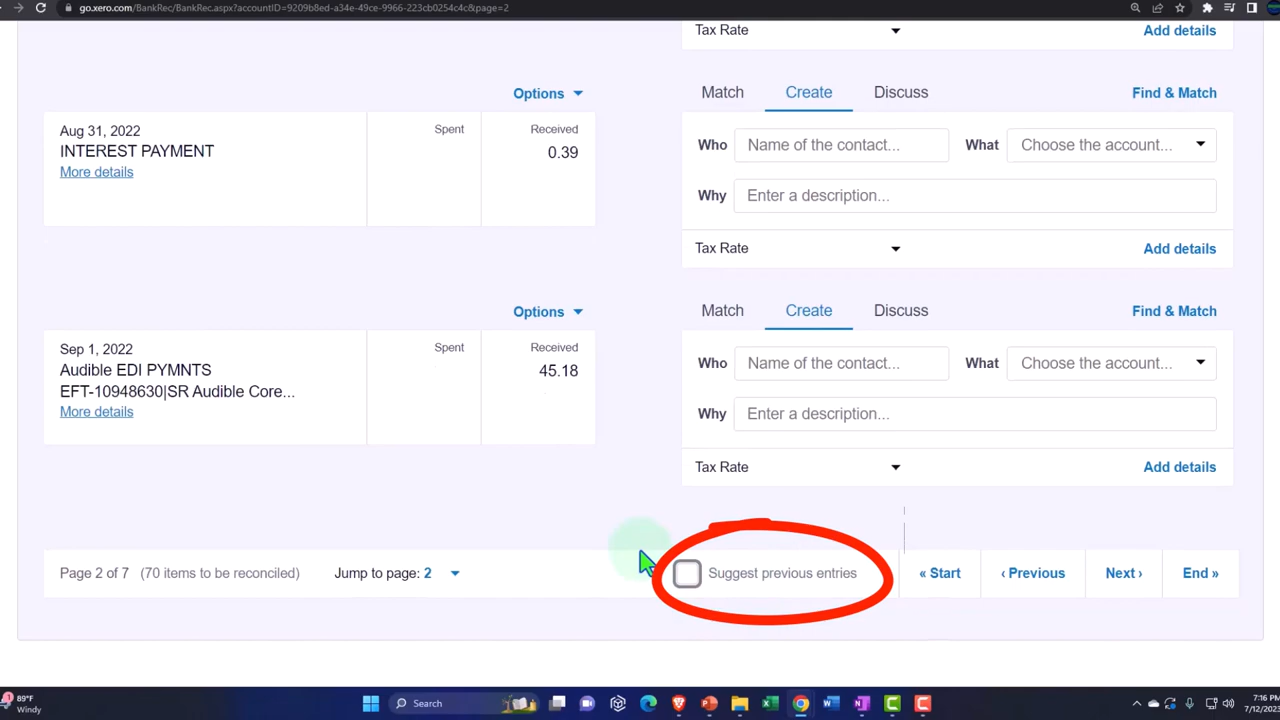 go.xero.com/BankRec/BankRec.aspx?accountID=9209b8ed-a34e-49ce-9966-223cb0254c4c&page=2
Tax Rate Add details
Options Match Create Discuss Find & Match
Aug 31, 2022 Spent Received
INTEREST PAYMENT 0.39 Who Name of the contact... What Choose the account...
More details
Why Enter a description...
Tax Rate Add details
Options Match Create Discuss Find & Match
Sep 1, 2022 Spent Received
Audible EDI PYMNTS 45.18 Who Name of the contact... What Choose the account...
EFT-10948630|SR Audible Core...
More details Why Enter a description...
Tax Rate Add details
Page 2 of 7 (70 items to be reconciled) Jump to page: 2 Suggest previous entries « Start ‹ Previous Next › End »
1 89°F
Windy
Search
7:16 PM